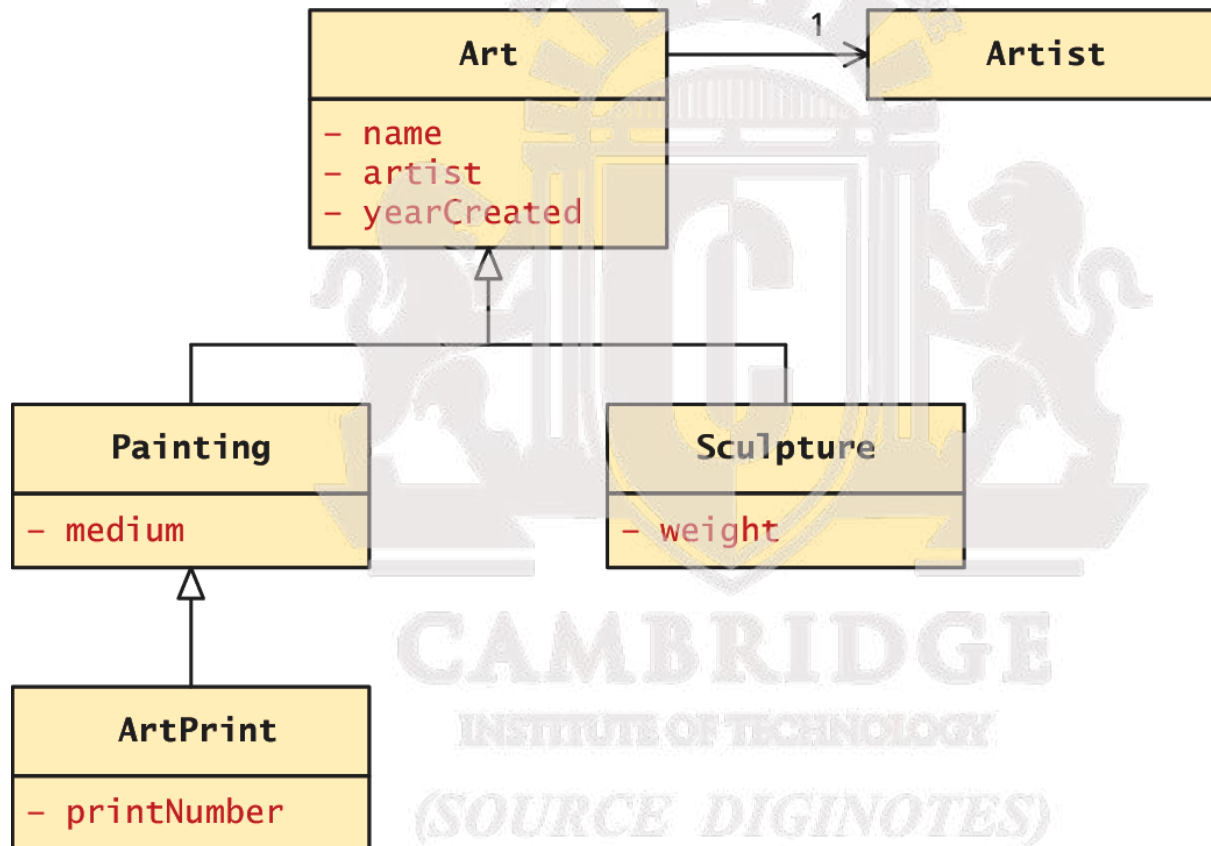 Art
1
Artist
– name
– artist
– yearCreated
Painting
– medium
Sculpture
– weight
ArtPrint
– printNumber
CAMBRIDGE
INSTITUTE OF TECHNOLOGY
(SOURCE DIGINOTES)